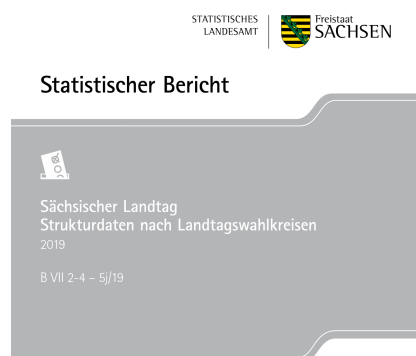 STATISTISCHES
LANDESAMT
Freistaat
SACHSEN
Statistischer Bericht
Sächsischer Landtag
Strukturdaten nach Landtagswahlkreisen
2019
B VII 2-4 – 5j/19